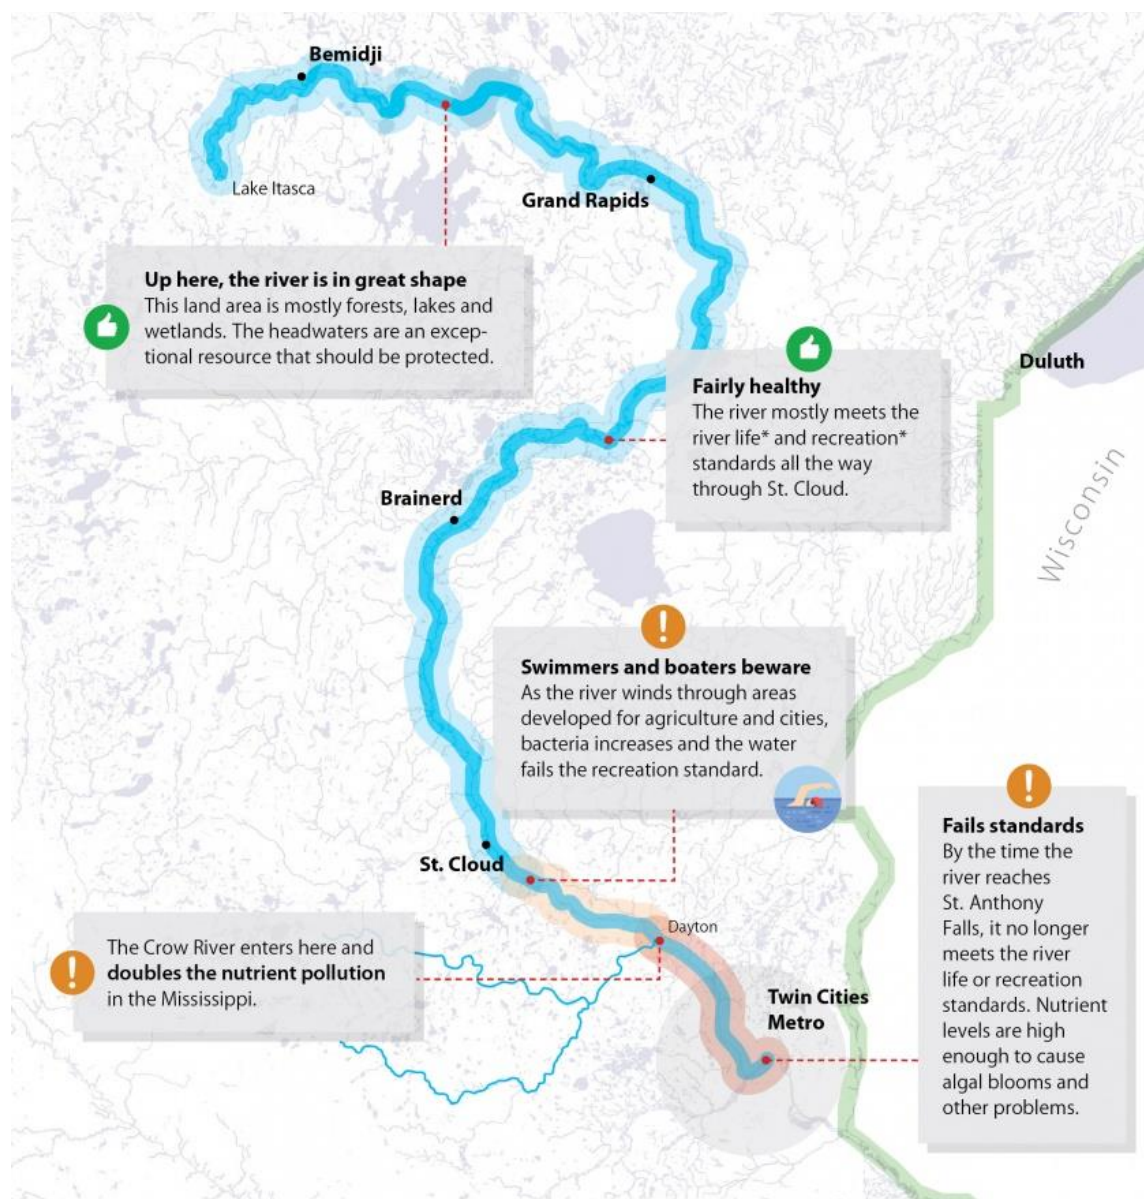 Bemidji
Lake Itasca
Grand Rapids
Up here, the river is in great shape
This land area is mostly forests, lakes and
wetlands. The headwaters are an excep-
tional resource that should be protected.
Duluth
Fairly healthy
The river mostly meets the
river life* and recreation*
standards all the way
through St. Cloud.
Wisconsin
Brainerd
Swimmers and boaters beware
As the river winds through areas
developed for agriculture and cities,
bacteria increases and the water
fails the recreation standard.
St. Cloud
Fails standards
By the time the
river reaches
St. Anthony
Falls, it no longer
meets the river
life or recreation
standards. Nutrient
levels are high
enough to cause
algal blooms and
other problems.
Dayton
The Crow River enters here and
doubles the nutrient pollution
in the Mississippi.
Twin Cities
Metro